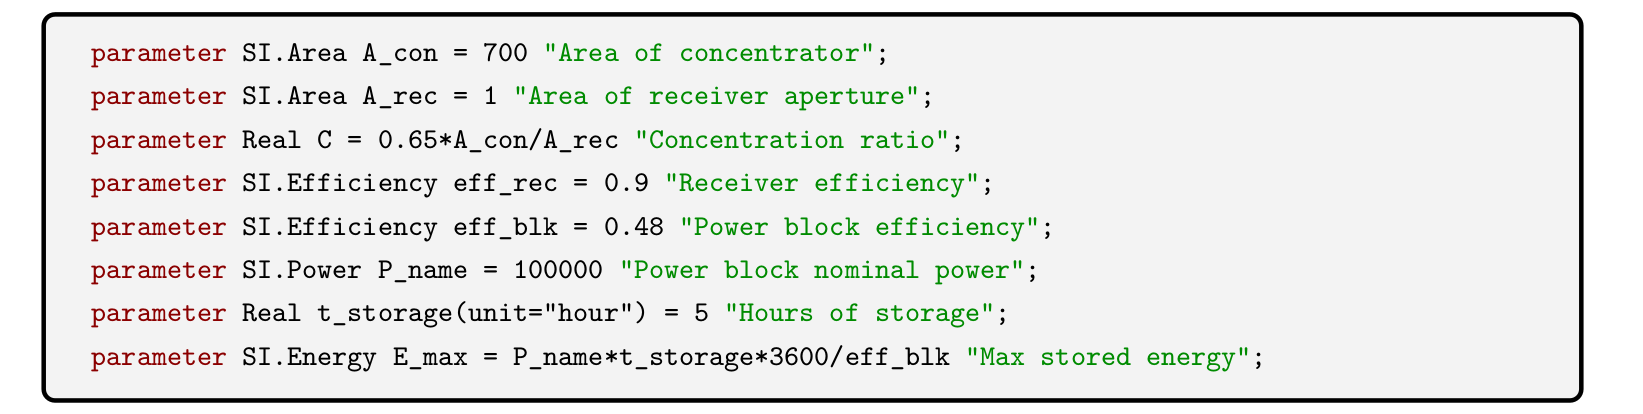 parameter SI.Area A_con = 700 "Area of concentrator";
parameter SI.Area A_rec = 1 "Area of receiver aperture";
parameter Real C = 0.65*A_con/A_rec "Concentration ratio";
parameter SI.Efficiency eff_rec = 0.9 "Receiver efficiency";
parameter SI.Efficiency eff_blk = 0.48 "Power block efficiency";
parameter SI.Power P_name = 100000 "Power block nominal power";
parameter Real t_storage(unit="hour") = 5 "Hours of storage";
parameter SI.Energy E_max = P_name*t_storage*3600/eff_blk "Max stored energy";